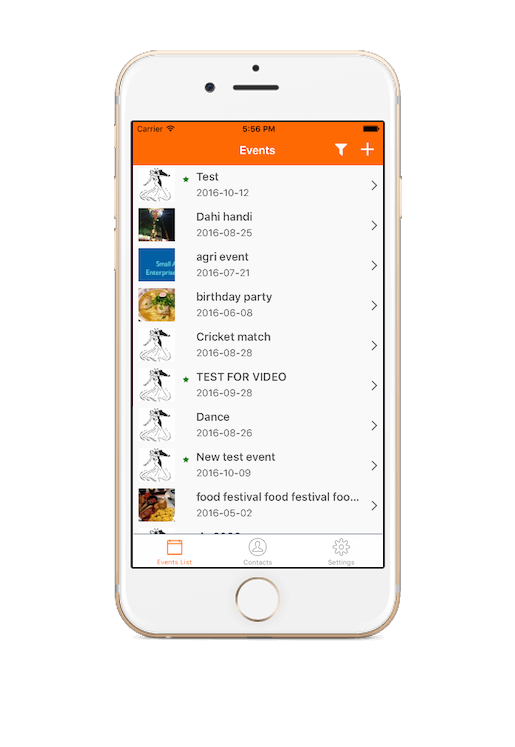 Carrier 5:56 PM
Events
Test
2016-10-12
Dahi handi
2016-08-25
Small A
Enterprise
agri event
2016-07-21
birthday party
2016-06-08
Cricket match
2016-08-28
TEST FOR VIDEO
2016-09-28
Dance
2016-08-26
New test event
2016-10-09
food festival food festival foo...
2016-05-02
Events List Contacts Settings